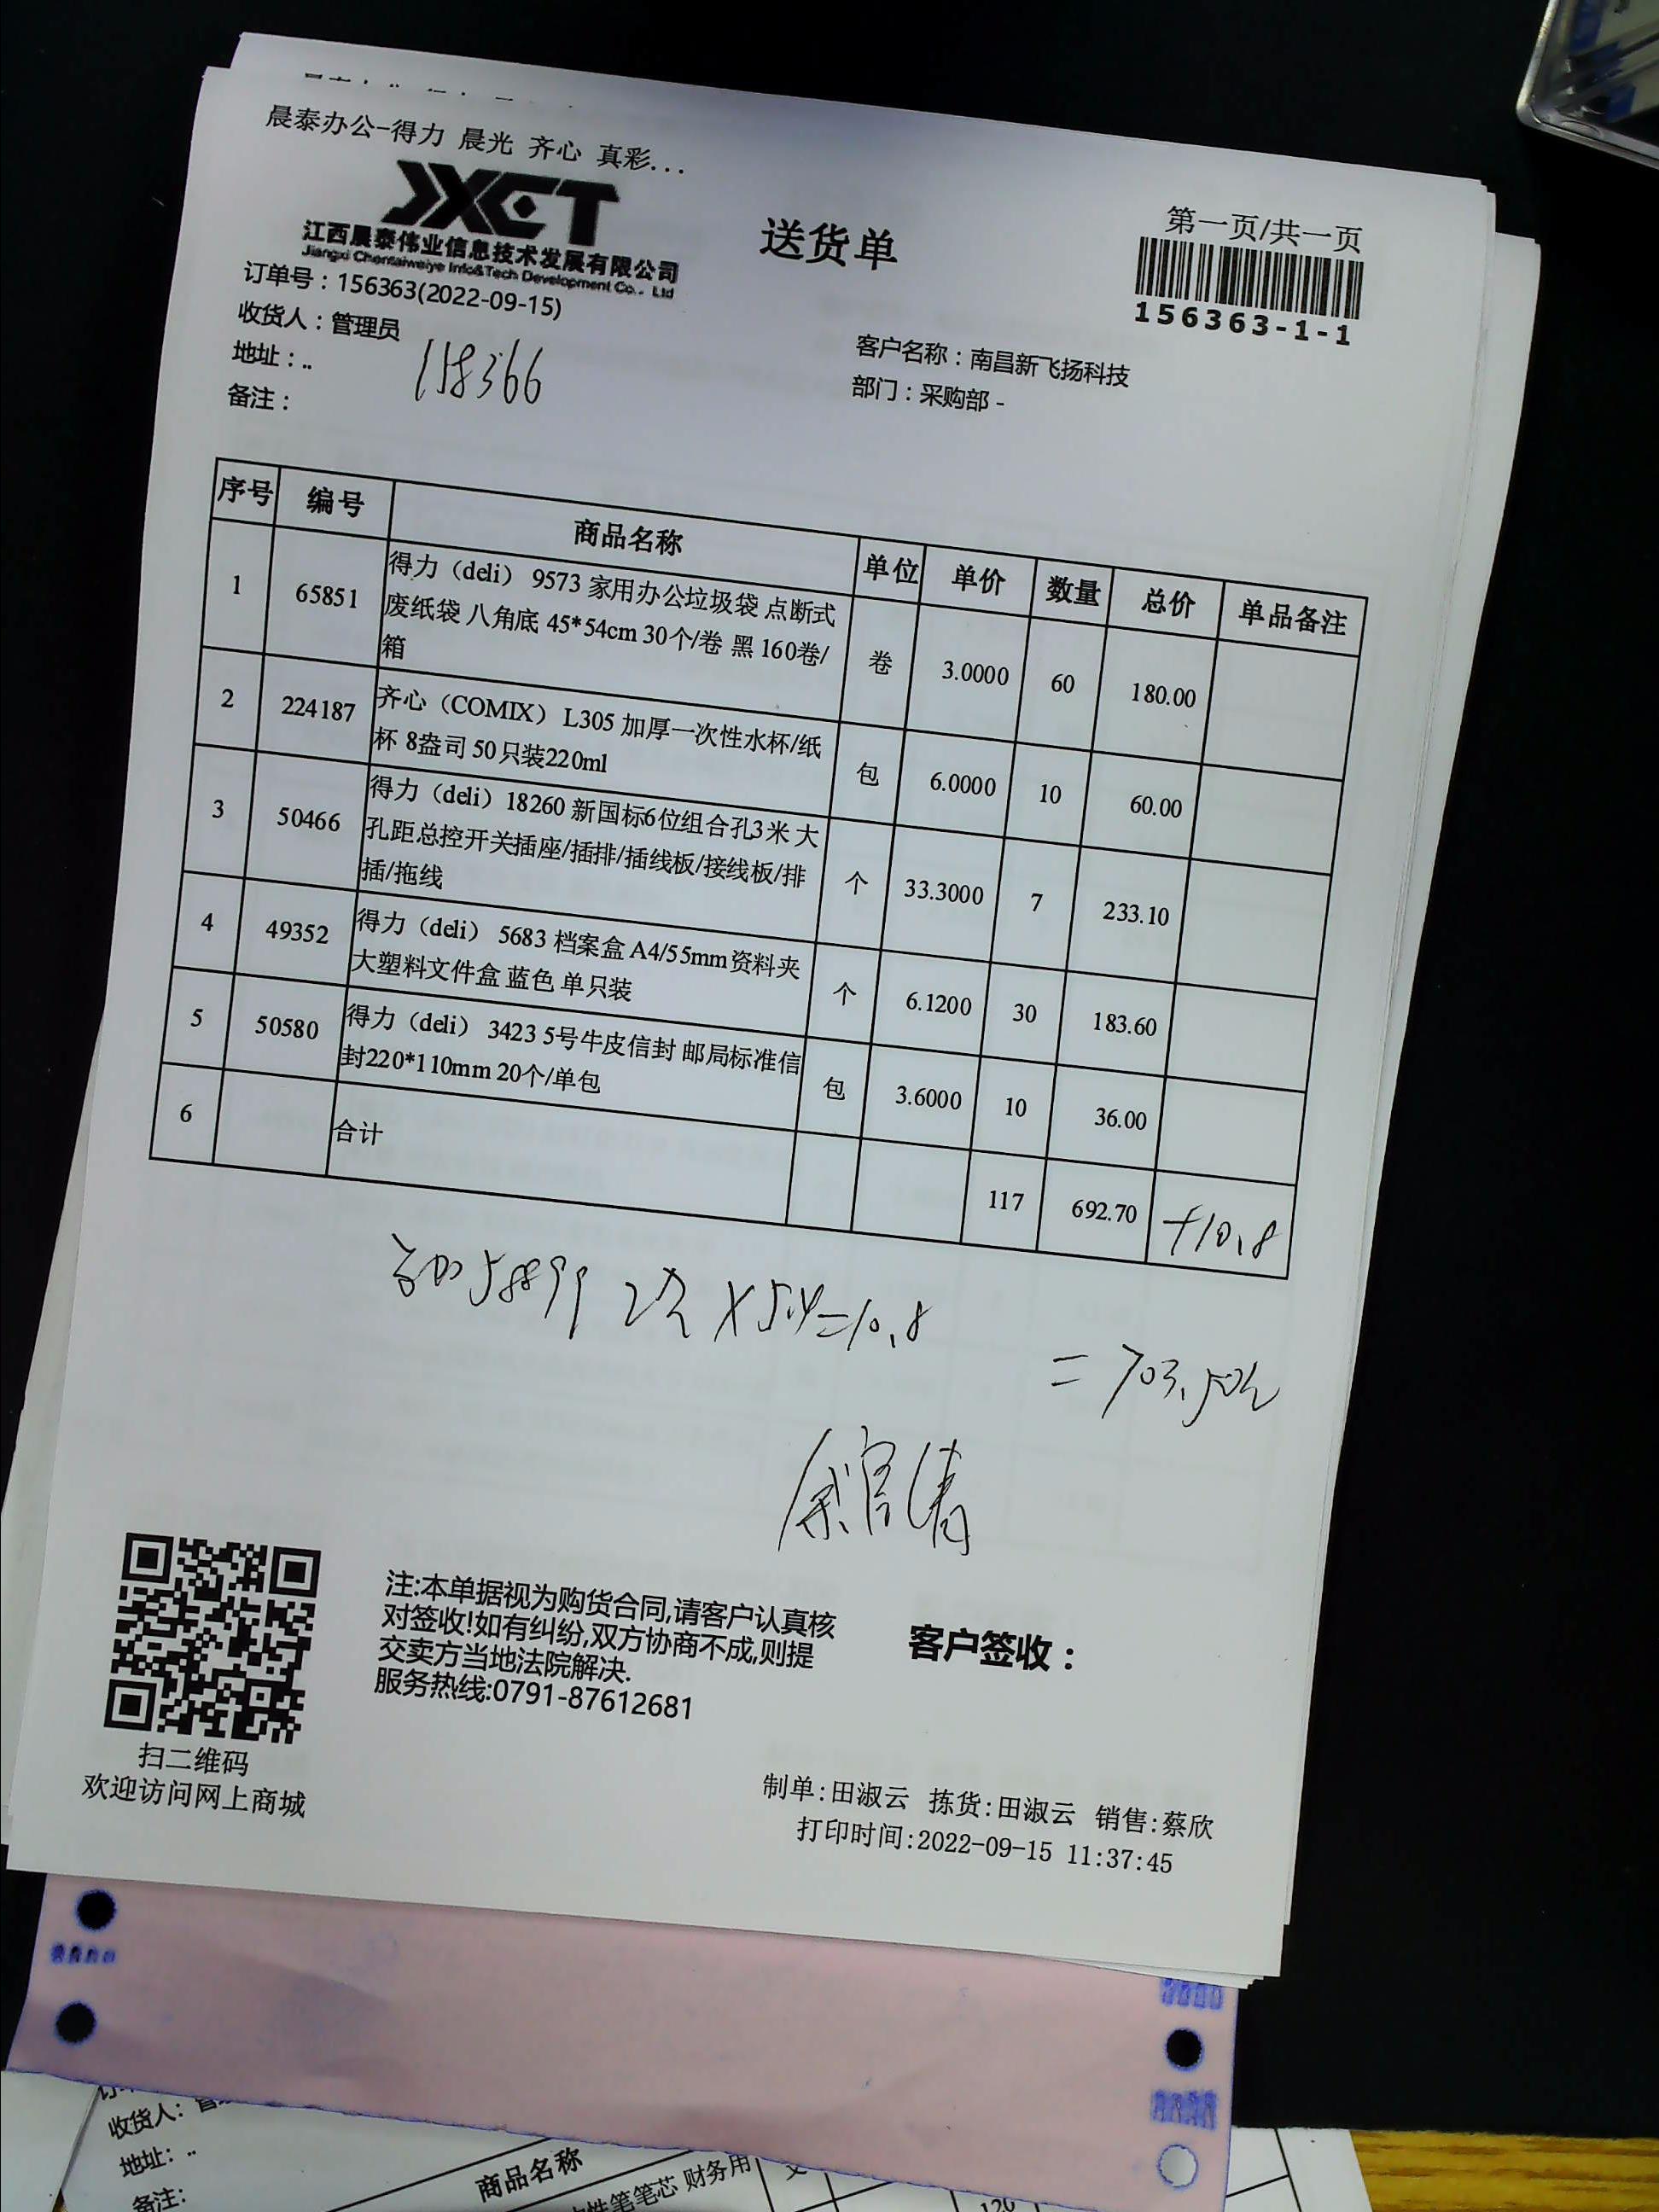 晨泰办公-得力 晨光 齐心 真彩...
JXCT
江西晨泰伟业信息技术发展有限公司
Jiangxi Chentaiweiye Info&Tech Development Co., Ltd
送货单
第一页/共一页
156363-1-1
订单号：156363(2022-09-15)
收货人：管理员
地址：..
备注：
158366
客户名称：南昌新飞扬科技
部门：采购部 -
序号 编号 商品名称 单位 单价 数量 总价 单品备注
1 65851 得力（deli） 9573 家用办公垃圾袋 点断式
废纸袋 八角底 45*54cm 30个/卷 黑 160卷/
箱 卷 3.0000 60 180.00
2 224187 齐心（COMIX） L305 加厚一次性水杯/纸
杯 8盎司 50只装220ml 包 6.0000 10 60.00
3 50466 得力（deli）18260 新国标6位组合孔3米 大
孔距总控开关插座/插排/插线板/接线板/排
插/拖线 个 33.3000 7 233.10
4 49352 得力（deli） 5683 档案盒 A4/55mm资料夹
大塑料文件盒 蓝色 单只装 个 6.1200 30 183.60
5 50580 得力（deli） 3423 5号牛皮信封 邮局标准信
封220*110mm 20个/单包 包 3.6000 10 36.00
6 合计 117 692.70 +10.8
5899 2 X5.4=10.8
=703.5元
注:本单据视为购货合同,请客户认真核
对签收!如有纠纷,双方协商不成,则提
交卖方当地法院解决.
服务热线:0791-87612681
客户签收：
扫二维码
欢迎访问网上商城
制单:田淑云 拣货:田淑云 销售:蔡欣
打印时间:2022-09-15 11:37:45
收货人：
地址：..
备注：
商品名称
性笔笔芯 财务用
120